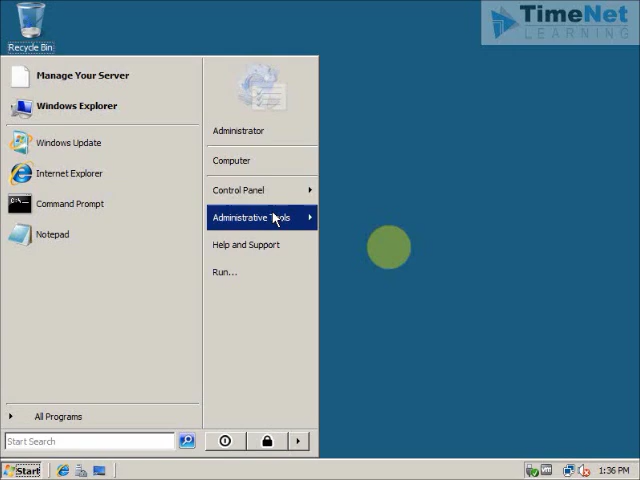 TimeNet
LEARNING
Recycle Bin
Manage Your Server
Windows Explorer
Windows Update
Internet Explorer
Command Prompt
Notepad
All Programs
Start Search
Administrator
Computer
Control Panel
Administrative Tools
Help and Support
Run...
Start
1:36 PM